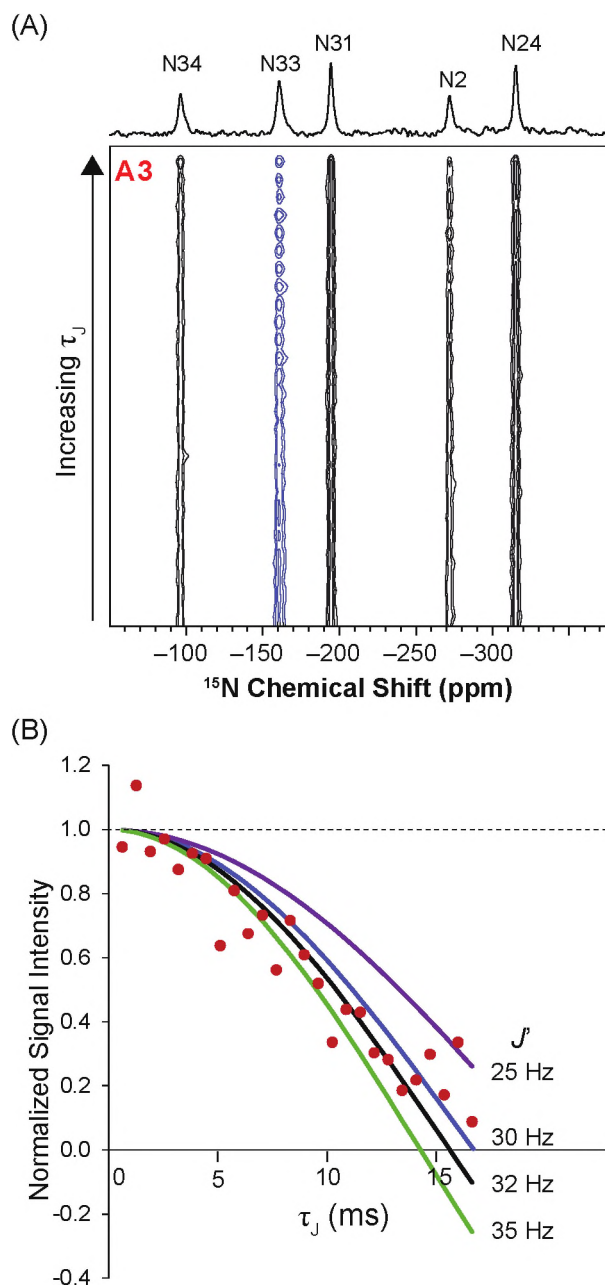 (A)
N34
N33
N31
N2
N24
A3
Increasing τJ
–100
–150
–200
–250
–300
15N Chemical Shift (ppm)
(B)
Normalized Signal Intensity
1.2
1.0
0.8
0.6
0.4
0.2
0.0
-0.2
-0.4
0
5
10
15
τJ (ms)
J'
25 Hz
30 Hz
32 Hz
35 Hz